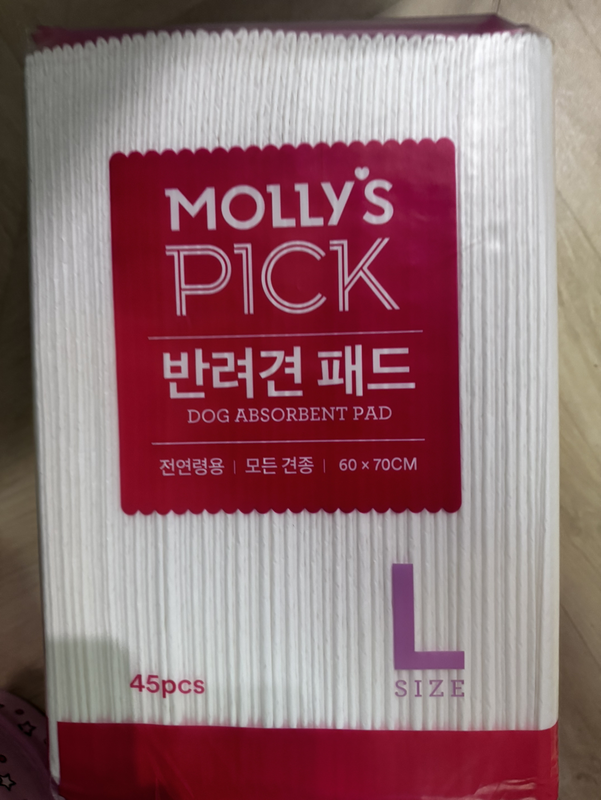 MOLLY'S
PICK
반려견 패드
DOG ABSORBENT PAD
전연령용 | 모든 견종 | 60 × 70CM
L
SIZE
45pcs